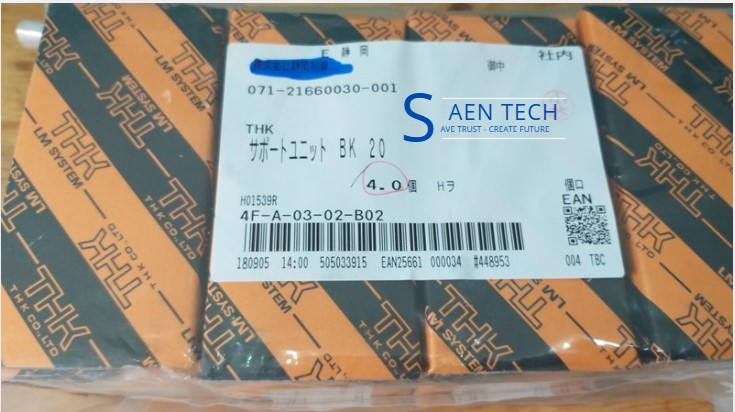 E 静 岡
御中
社内
071-21660030-001
S AEN TECH
AVE TRUST - CREATE FUTURE
THK
サポートユニット BK 20
4.0 個 Hヲ
個口
H01539R
EAN
4F-A-03-02-B02
180905 14:00 505033915 EAN25661 000034 #448953
004 TBC
THK
LM SYSTEM
THK CO., LTD